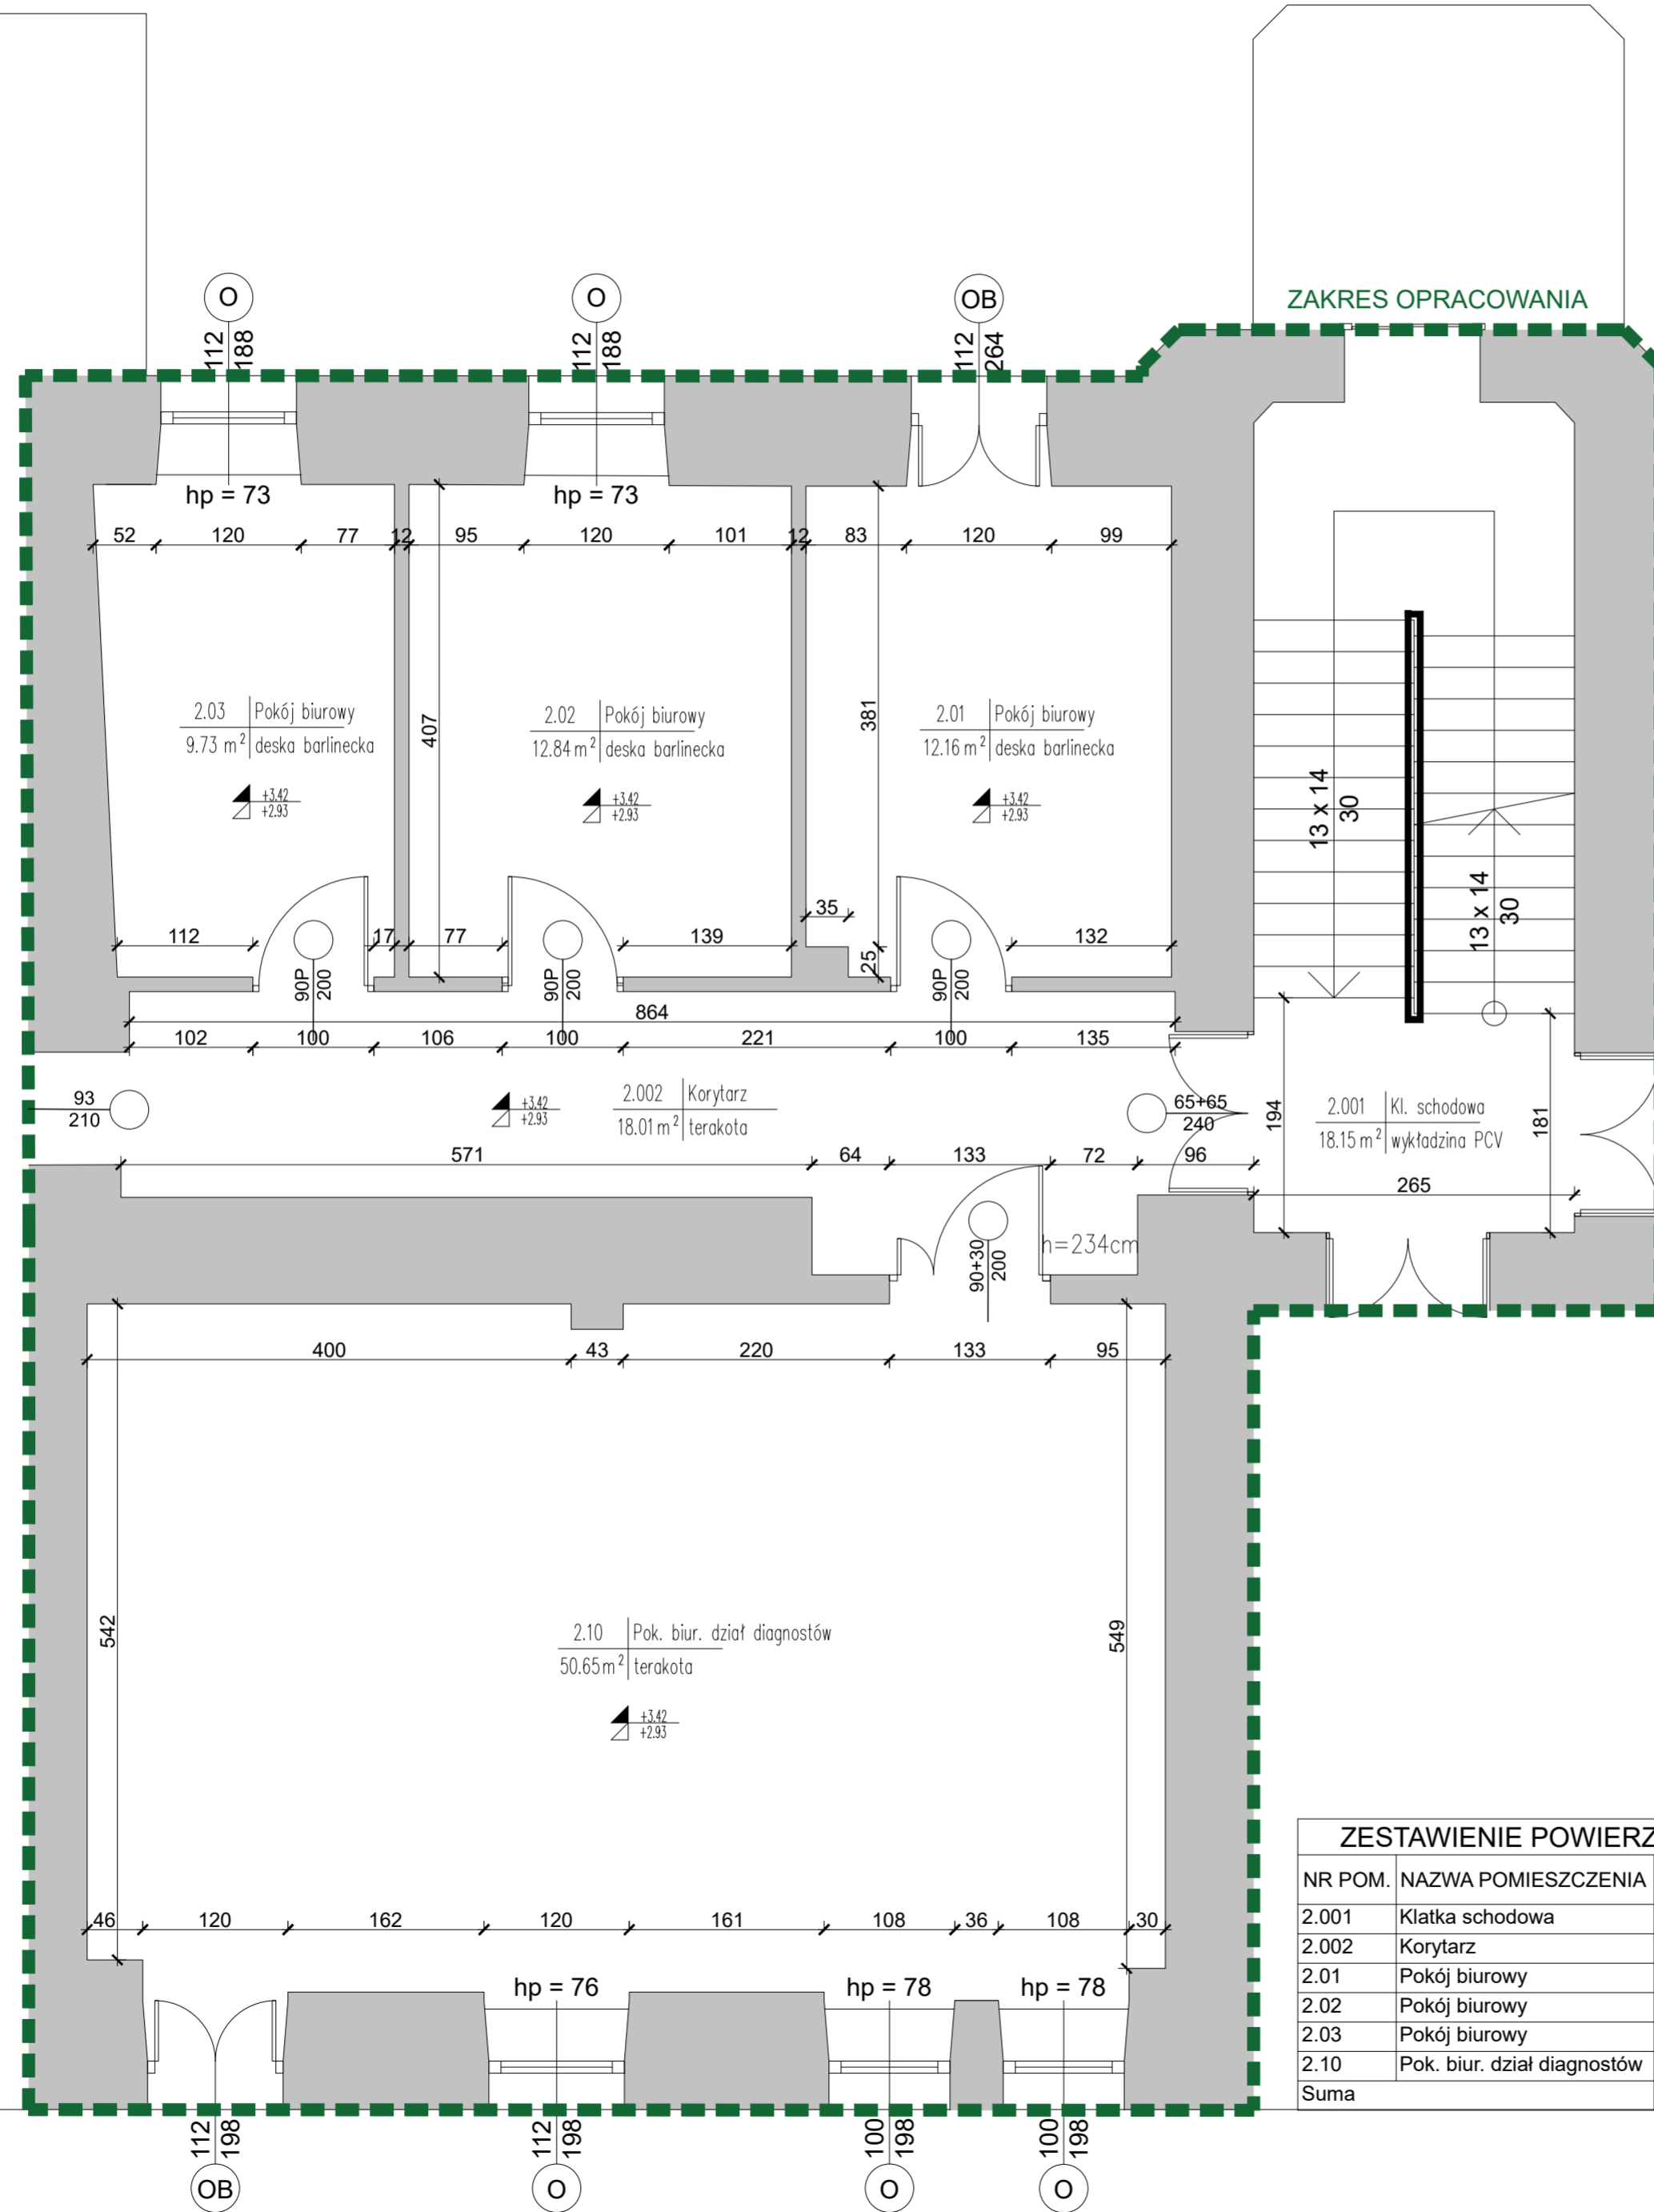 ZAKRES OPRACOWANIA
O
112
188
O
112
188
OB
112
264
hp = 73
hp = 73
52 120 77 12 95 120 101 12 83 120 99
407
381
2.03 Pokój biurowy
9.73 m² deska barlinecka
+3.42
+2.93
2.02 Pokój biurowy
12.84 m² deska barlinecka
+3.42
+2.93
2.01 Pokój biurowy
12.16 m² deska barlinecka
+3.42
+2.93
13 x 14
30
13 x 14
30
35
25
112 17 77 139 132
90P
200
90P
200
90P
200
864
102 100 106 100 221 100 135
93
210
+3.42
+2.93
2.002 Korytarz
18.01 m² terakota
65+65
240
194
2.001 Kl. schodowa
18.15 m² wykładzina PCV
181
571 64 133 72 96
265
90+30
200
h=234cm
400 43 220 133 95
542
549
2.10 Pok. biur. dział diagnostów
50.65m² terakota
+3.42
+2.93
46 120 162 120 161 108 36 108 30
hp = 76
hp = 78
hp = 78
112
198
OB
112
198
O
100
198
O
100
198
O
ZESTAWIENIE POWIERZ
NR POM. NAZWA POMIESZCZENIA
2.001 Klatka schodowa
2.002 Korytarz
2.01 Pokój biurowy
2.02 Pokój biurowy
2.03 Pokój biurowy
2.10 Pok. biur. dział diagnostów
Suma